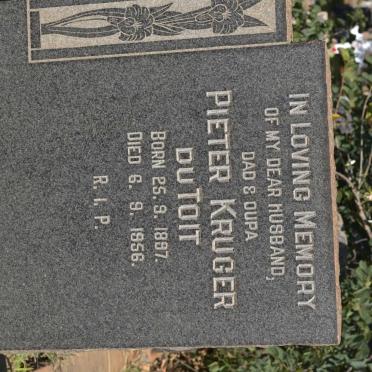 IN LOVING MEMORY
OF MY DEAR HUSBAND,
DAD & OUPA
PIETER KRUGER
DU TOIT
BORN 25. 9. 1887.
DIED 6. 9. 1956.
R. I. P.